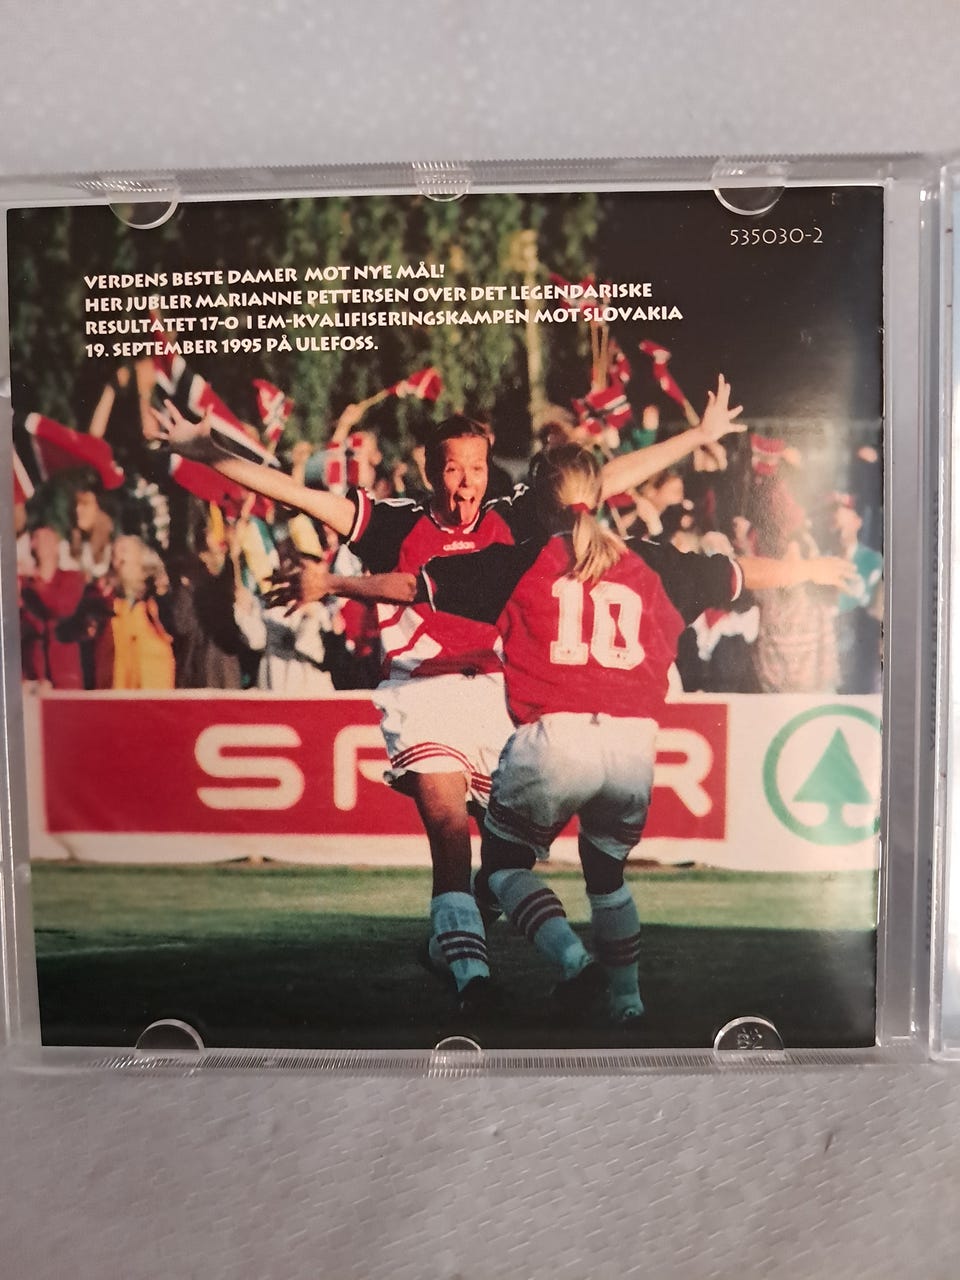 535030-2
VERDENS BESTE DAMER MOT NYE MÅL!
HER JUBLER MARIANNE PETTERSEN OVER DET LEGENDARISKE
RESULTATET 17-0 I EM-KVALIFISERINGSKAMPEN MOT SLOVAKIA
19. SEPTEMBER 1995 PÅ ULEFOSS.
adidas
10
SP R